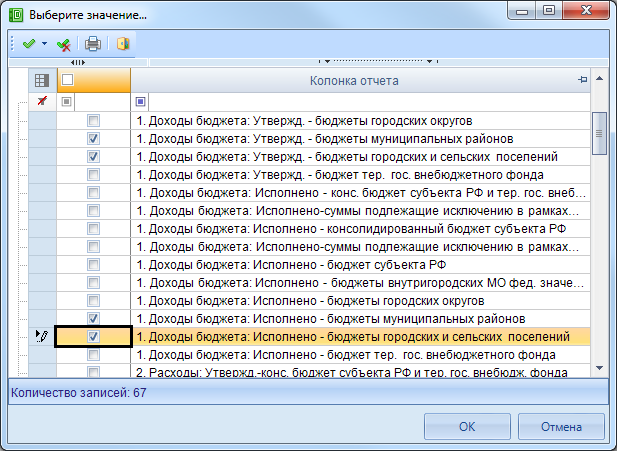 Выберите значение...
Колонка отчета
1. Доходы бюджета: Утвержд. - бюджеты городских округов
1. Доходы бюджета: Утвержд. - бюджеты муниципальных районов
1. Доходы бюджета: Утвержд. - бюджеты городских и сельских поселений
1. Доходы бюджета: Утвержд. - бюджет тер. гос. внебюджетного фонда
1. Доходы бюджета: Исполнено - конс. бюджет субъекта РФ и тер. гос. внеб...
1. Доходы бюджета: Исполнено-суммы подлежащие исключению в рамках...
1. Доходы бюджета: Исполнено - консолидированный бюджет субъекта РФ
1. Доходы бюджета: Исполнено-суммы подлежащие исключению в рамках...
1. Доходы бюджета: Исполнено - бюджет субъекта РФ
1. Доходы бюджета: Исполнено - бюджеты внутригородских МО фед. значе...
1. Доходы бюджета: Исполнено - бюджеты городских округов
1. Доходы бюджета: Исполнено - бюджеты муниципальных районов
1. Доходы бюджета: Исполнено - бюджеты городских и сельских поселений
1. Доходы бюджета: Исполнено - бюджет тер. гос. внебюджетного фонда
2. Расходы: Утвержд.-конс. бюджет субъекта РФ и тер. гос. внебюдж. фонда
Количество записей: 67
ОК Отмена